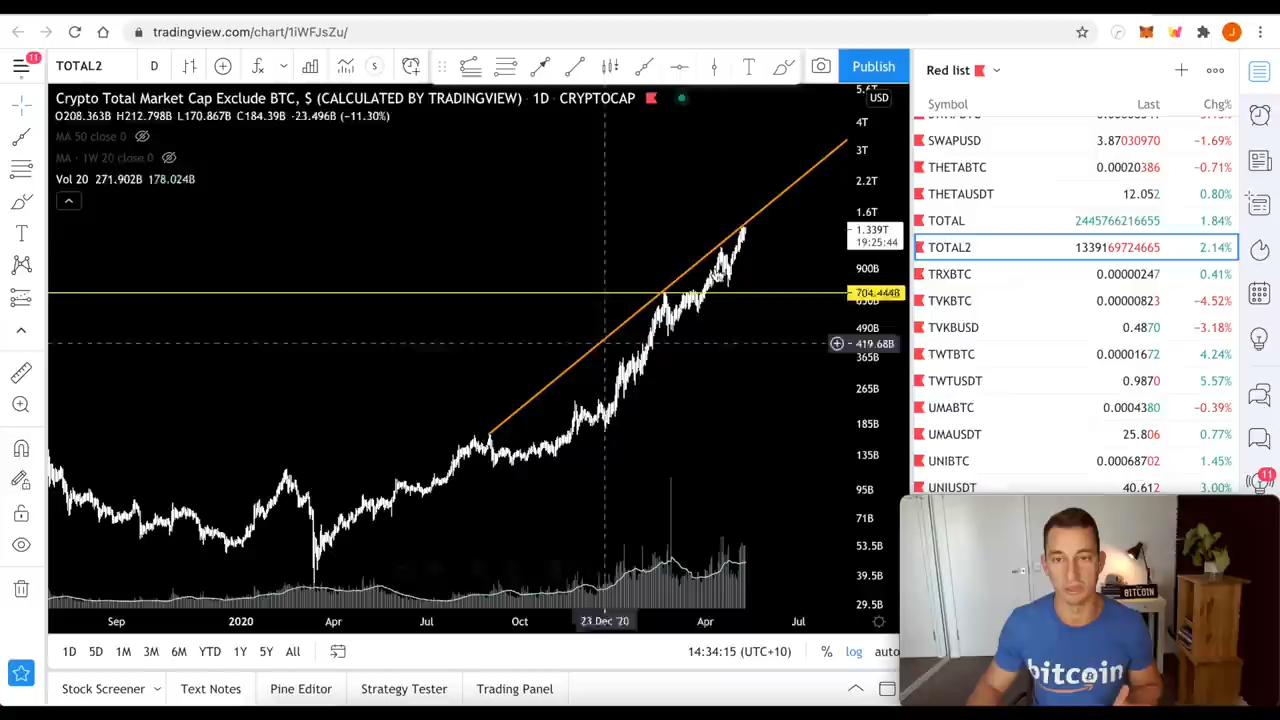 tradingview.com/chart/1iWFJsZu/
J
11
TOTAL2
D
S
Publish
Red list
Crypto Total Market Cap Exclude BTC, $ (CALCULATED BY TRADINGVIEW) · 1D · CRYPTOCAP
USD
O208.363B H212.798B L170.867B C184.39B −23.496B (−11.30%)
MA 50 close 0
MA · 1W 20 close 0
Vol 20 271.902B 178.024B
Symbol Last Chg%
SWAPUSD 3.87030970 −1.69%
THETABTC 0.00020386 −0.71%
THETAUSDT 12.052 0.80%
TOTAL 2445766216655 1.84%
TOTAL2 1339169724665 2.14%
TRXBTC 0.00000247 0.41%
TVKBTC 0.00000823 −4.52%
TVKBUSD 0.4870 −3.18%
TWTBTC 0.00001672 4.24%
TWTUSDT 0.9870 5.57%
UMABTC 0.0004380 −0.39%
UMAUSDT 25.806 0.77%
UNIBTC 0.00068702 1.45%
UNIUSDT 40.612 3.00%
11
5.6T
4T
3T
2.2T
1.6T
1.339T
19:25:44
900B
704.444B
650B
490B
419.68B
365B
265B
185B
135B
95B
71B
53.5B
39.5B
29.5B
Sep 2020 Apr Jul Oct 23 Dec '20 Apr Jul
1D 5D 1M 3M 6M YTD 1Y 5Y All
14:34:15 (UTC+10) % log auto
Stock Screener Text Notes Pine Editor Strategy Tester Trading Panel
BITCOIN
bitcoin